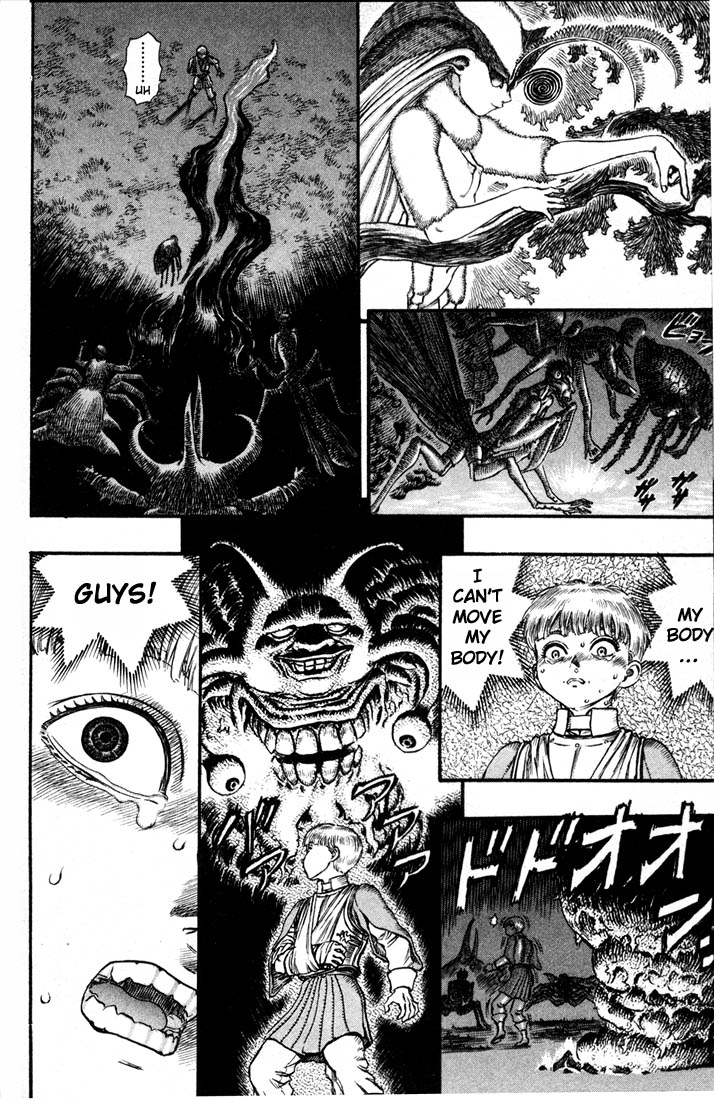 ........
UH
MY
BODY
...
I
CAN'T
MOVE
MY
BODY!
GUYS!
ドドオオン